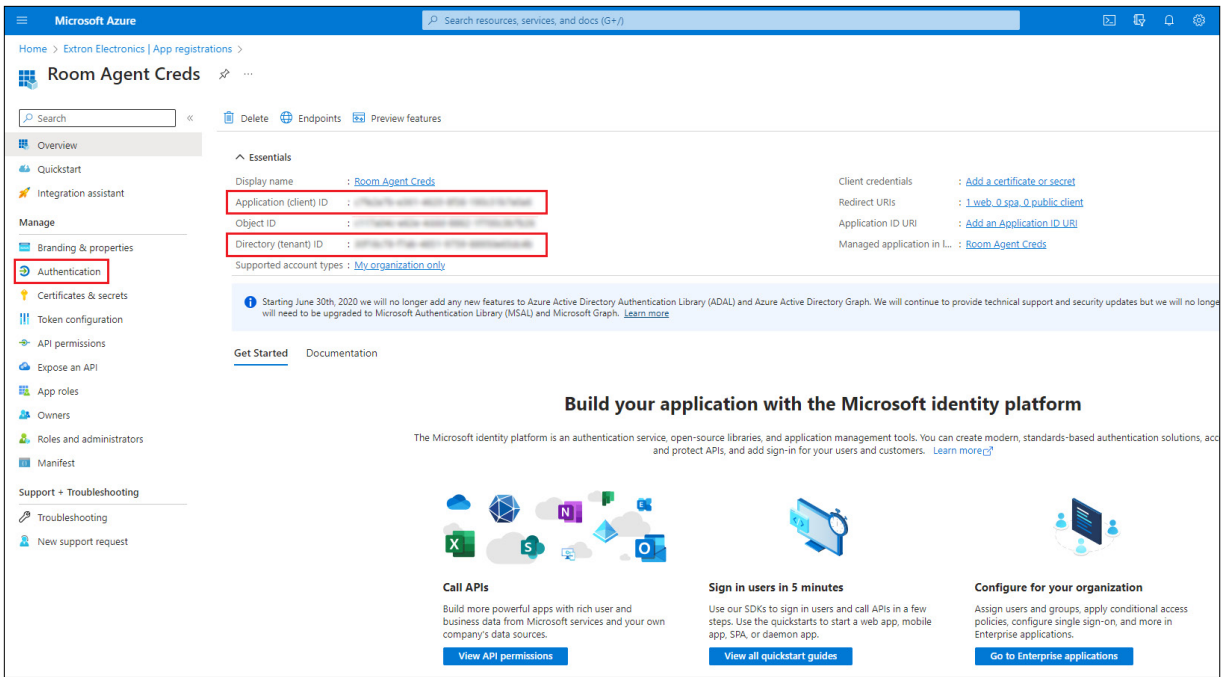 Microsoft Azure
Search resources, services, and docs (G+/)
Home > Extron Electronics | App registrations >
Room Agent Creds
Search
«
Delete
Endpoints
Preview features
Overview
Quickstart
Integration assistant
Manage
Branding & properties
Authentication
Certificates & secrets
Token configuration
API permissions
Expose an API
App roles
Owners
Roles and administrators
Manifest
Support + Troubleshooting
Troubleshooting
New support request
Essentials
Display name : Room Agent Creds
Application (client) ID :
Object ID :
Directory (tenant) ID :
Supported account types : My organization only
Client credentials : Add a certificate or secret
Redirect URIs : 1 web, 0 spa, 0 public client
Application ID URI : Add an Application ID URI
Managed application in l... : Room Agent Creds
Starting June 30th, 2020 we will no longer add any new features to Azure Active Directory Authentication Library (ADAL) and Azure Active Directory Graph. We will continue to provide technical support and security updates but we will no longe
will need to be upgraded to Microsoft Authentication Library (MSAL) and Microsoft Graph. Learn more
Get Started
Documentation
Build your application with the Microsoft identity platform
The Microsoft identity platform is an authentication service, open-source libraries, and application management tools. You can create modern, standards-based authentication solutions, acc
and protect APIs, and add sign-in for your users and customers. Learn more
N
E
X
S
O
Call APIs
Build more powerful apps with rich user and
business data from Microsoft services and your own
company's data sources.
View API permissions
Sign in users in 5 minutes
Use our SDKs to sign in users and call APIs in a few
steps. Use the quickstarts to start a web app, mobile
app, SPA, or daemon app.
View all quickstart guides
Configure for your organization
Assign users and groups, apply conditional access
policies, configure single sign-on, and more in
Enterprise applications.
Go to Enterprise applications